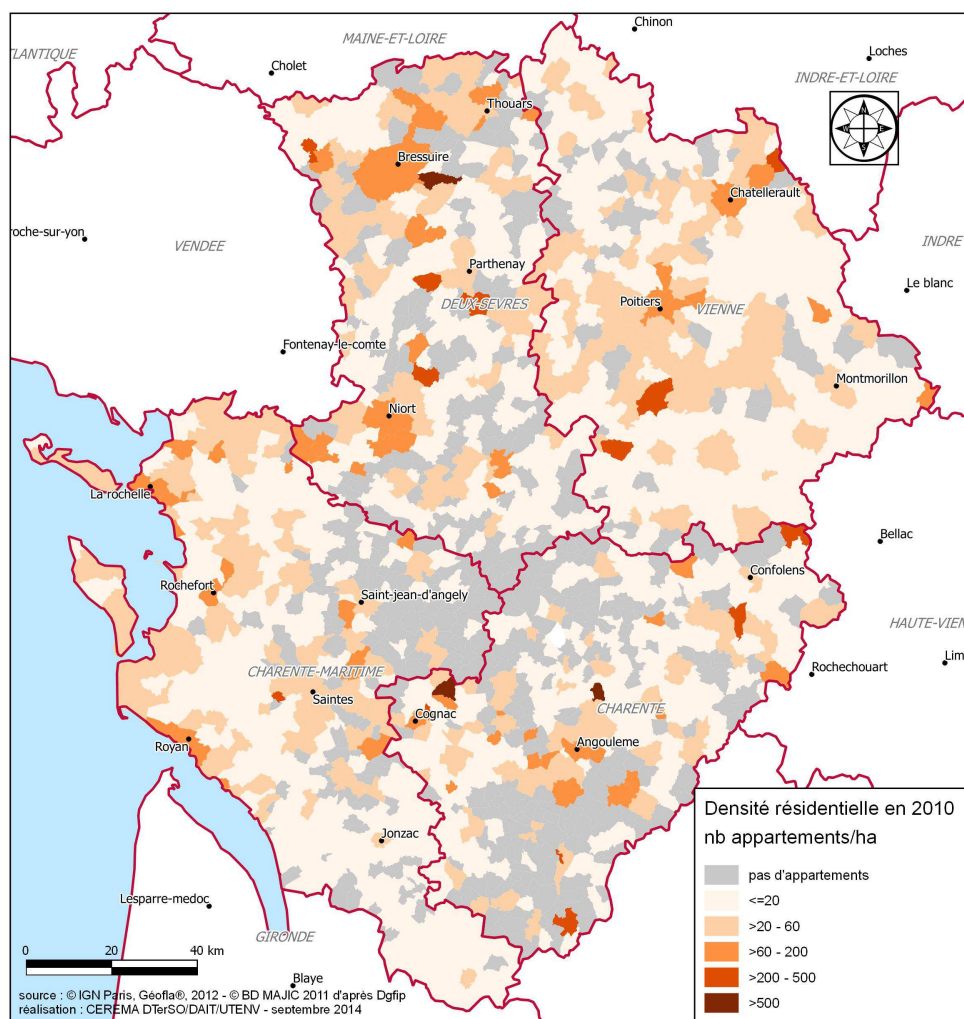 Chinon
MAINE-ET-LOIRE
TLANTIQUE
Loches
Cholet
INDRE-ET-LOIRE
Thouars
N
W E
S
Bressuire
Chatellerault
roche-sur-yon
VENDEE
INDRE
Parthenay
Le blanc
DEUX-SEVRES
Poitiers
VIENNE
Fontenay-le-comte
Montmorillon
Niort
La rochelle
Bellac
Confolens
Rochefort
Saint-jean-d'angely
HAUTE-VIEN
Lim
CHARENTE-MARITIME
Rochechouart
Saintes
CHARENTE
Cognac
Royan
Angouleme
Jonzac
Lesparre-medoc
GIRONDE
Blaye
0 20 40 km
source : © IGN Paris, Géofla®, 2012 - © BD MAJIC 2011 d'après Dgfip
réalisation : CEREMA DTerSO/DAIT/UTENV - septembre 2014
Densité résidentielle en 2010
nb appartements/ha
pas d'appartements
<=20
>20 - 60
>60 - 200
>200 - 500
>500